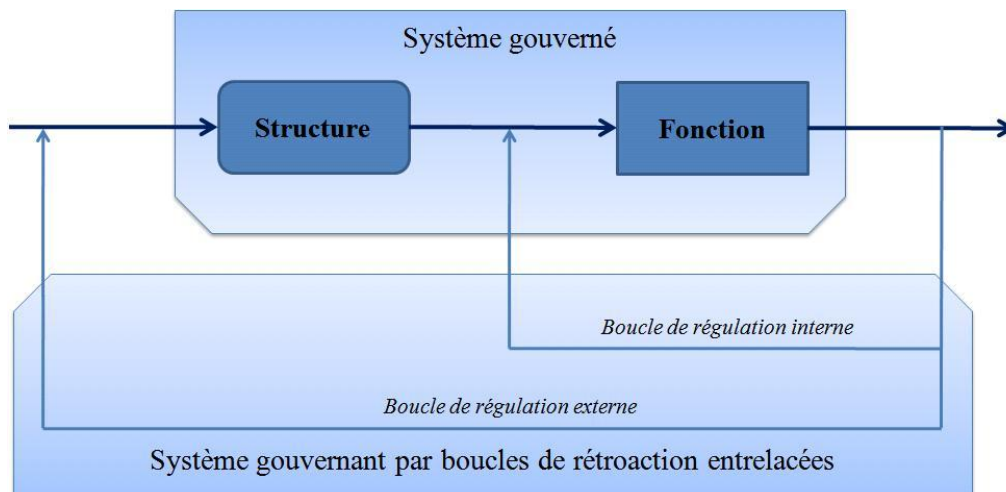 Système gouverné
Structure
Fonction
Boucle de régulation interne
Boucle de régulation externe
Système gouvernant par boucles de rétroaction entrelacées